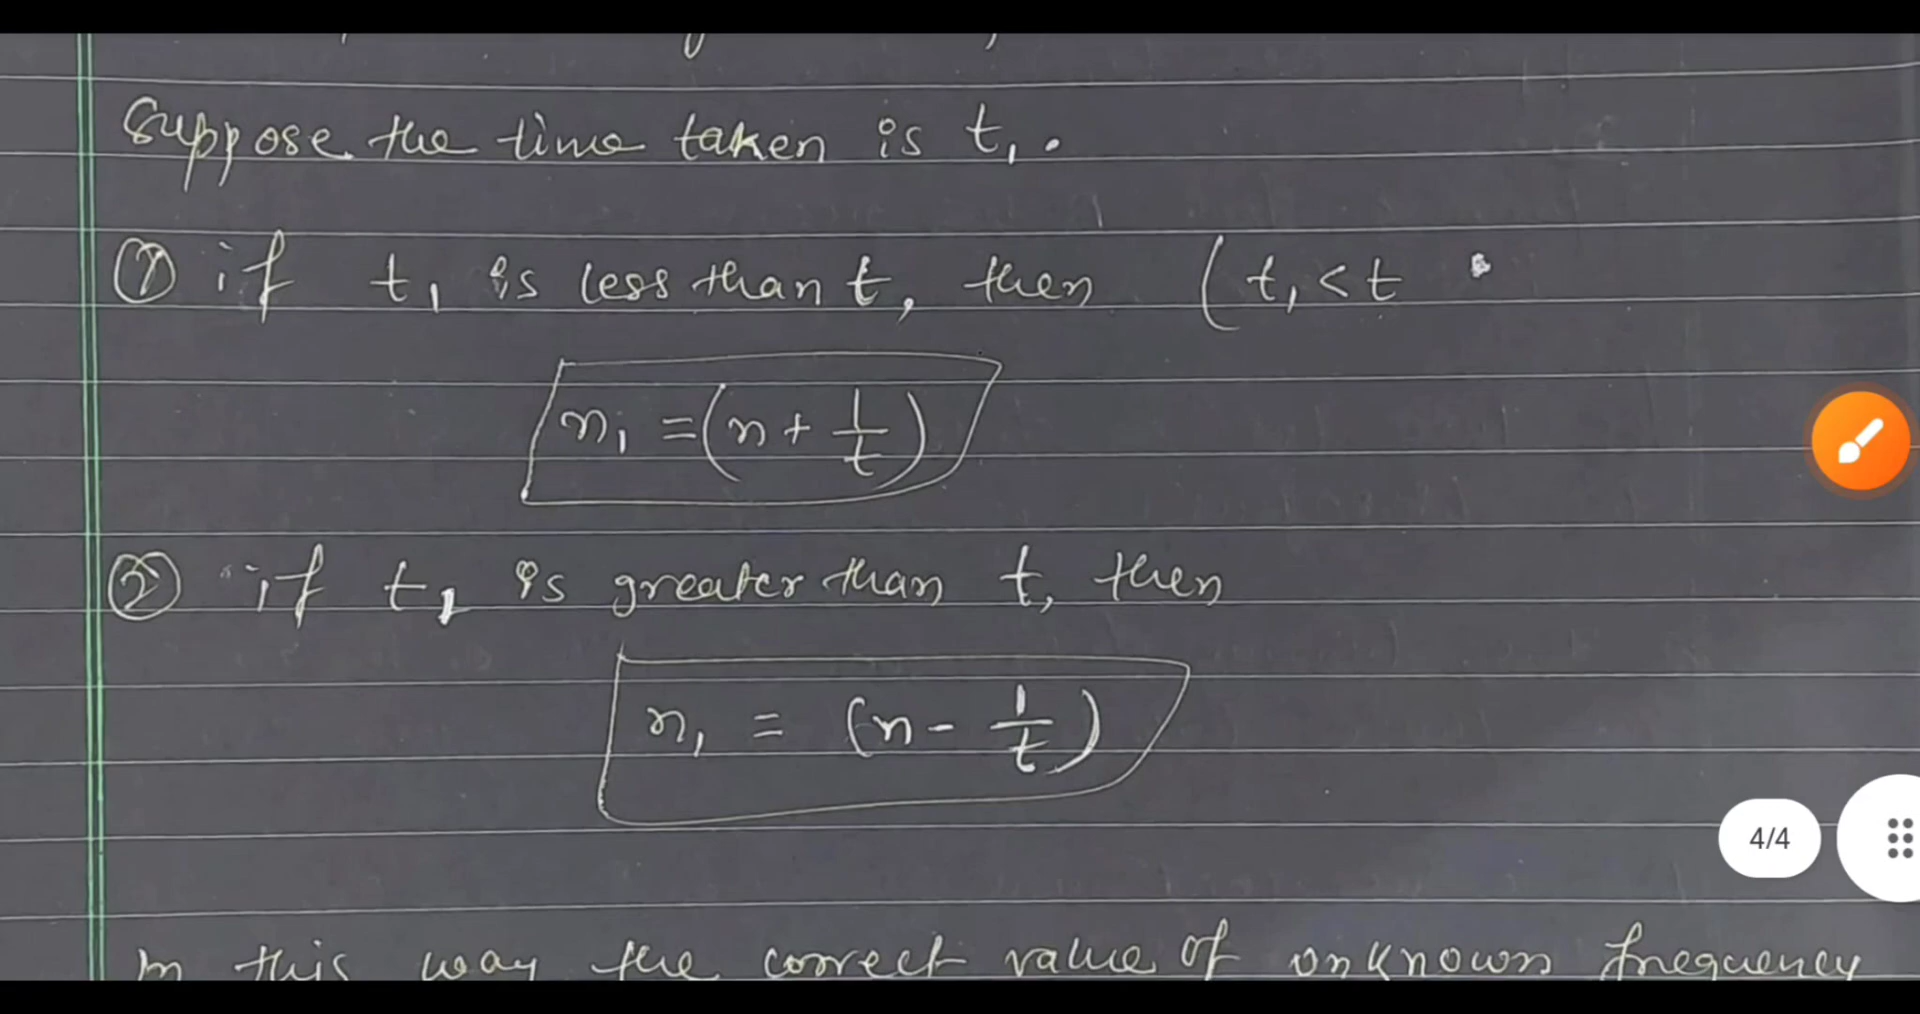 Suppose the time taken is t₁.
① if t₁ is less than t, then (t₁ < t
n₁ = (n + 1/t)
② if t₁ is greater than t, then
n₁ = (n - 1/t)
4/4
In this way the correct value of unknown frequency